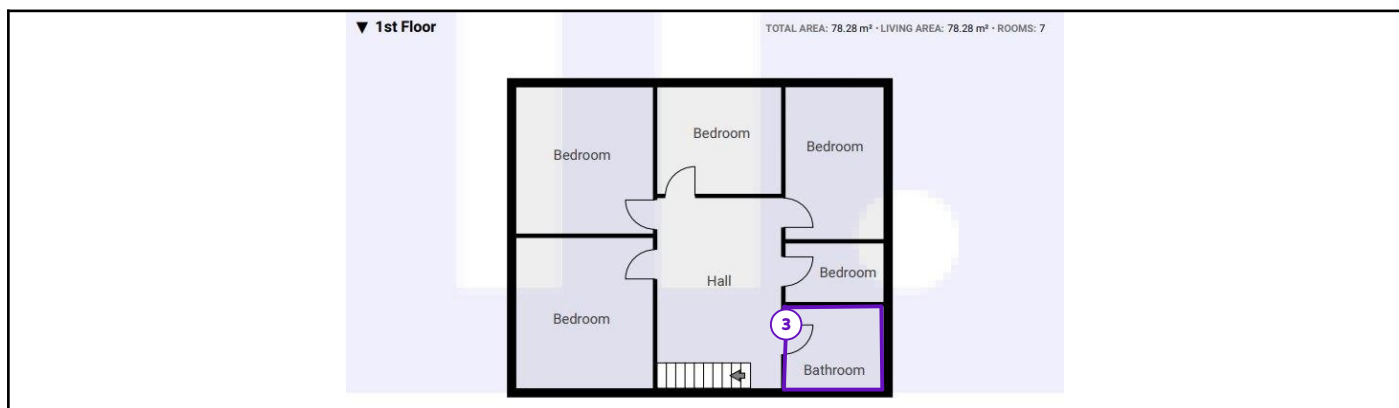 ▼ 1st Floor
TOTAL AREA: 78.28 m² • LIVING AREA: 78.28 m² • ROOMS: 7
Bedroom
Bedroom
Bedroom
Bedroom
Hall
Bedroom
3
Bathroom